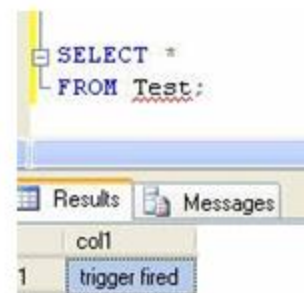 SELECT *
FROM Test;
Results Messages
col1
1 trigger fired